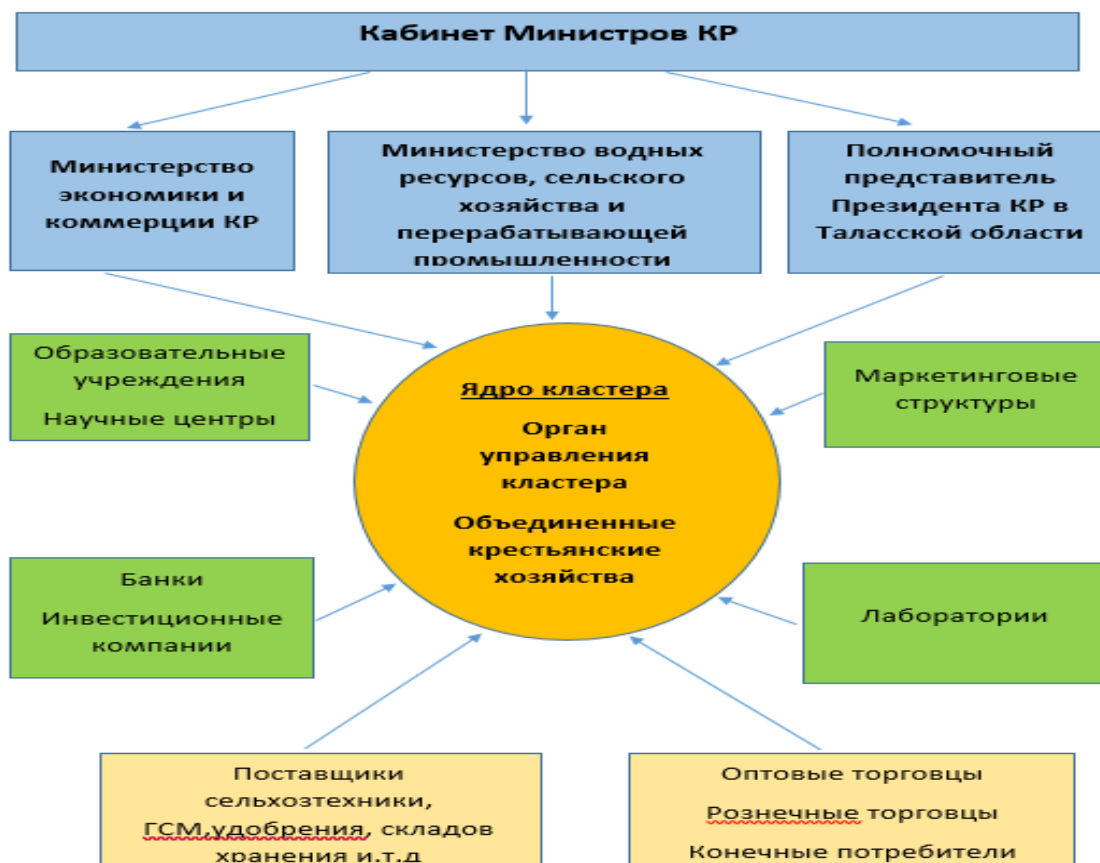 Кабинет Министров КР
Министерство
экономики и
коммерции КР
Министерство водных
ресурсов, сельского
хозяйства и
перерабатывающей
промышленности
Полномочный
представитель
Президента КР в
Таласской области
Образовательные
учреждения
Научные центры
Ядро кластера
Орган
управления
кластера
Объединенные
крестьянские
хозяйства
Маркетинговые
структуры
Банки
Инвестиционные
компании
Лаборатории
Поставщики
сельхозтехники,
ГСМ,удобрения, складов
хранения и.т.д
Оптовые торговцы
Рознечные торговцы
Конечные потребители